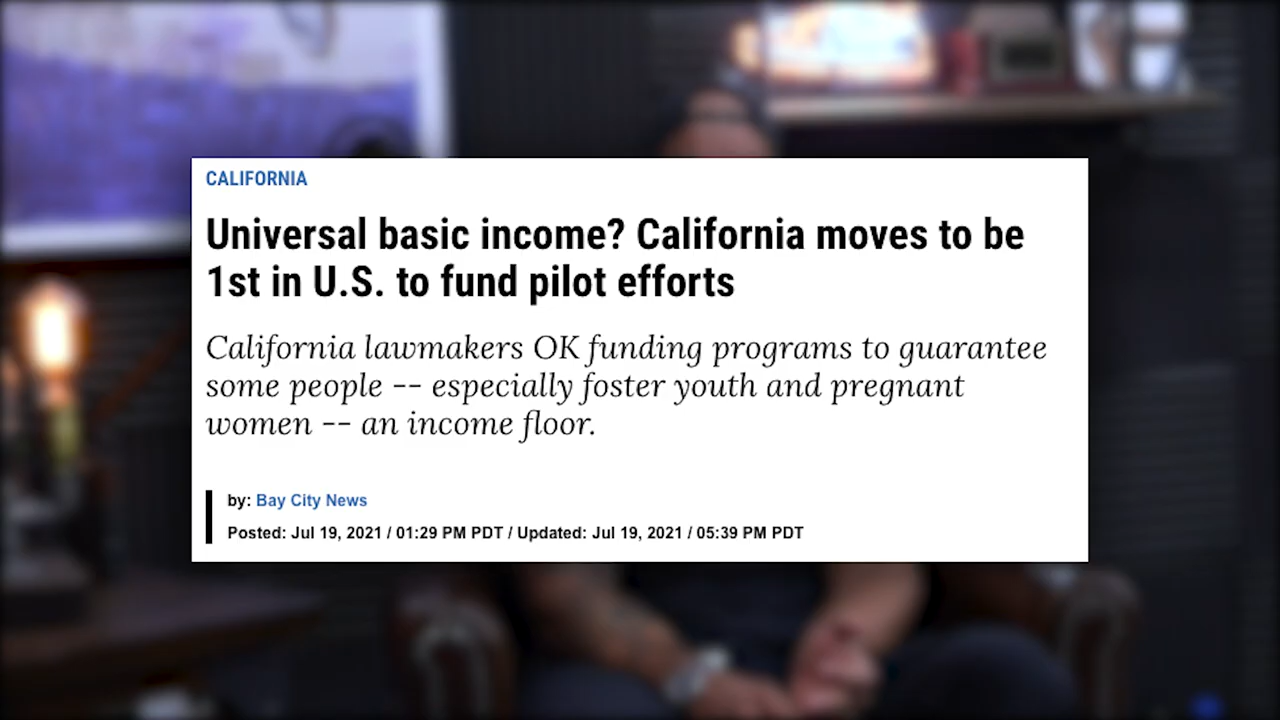 CALIFORNIA
Universal basic income? California moves to be
1st in U.S. to fund pilot efforts
California lawmakers OK funding programs to guarantee
some people -- especially foster youth and pregnant
women -- an income floor.
by: Bay City News
Posted: Jul 19, 2021 / 01:29 PM PDT / Updated: Jul 19, 2021 / 05:39 PM PDT